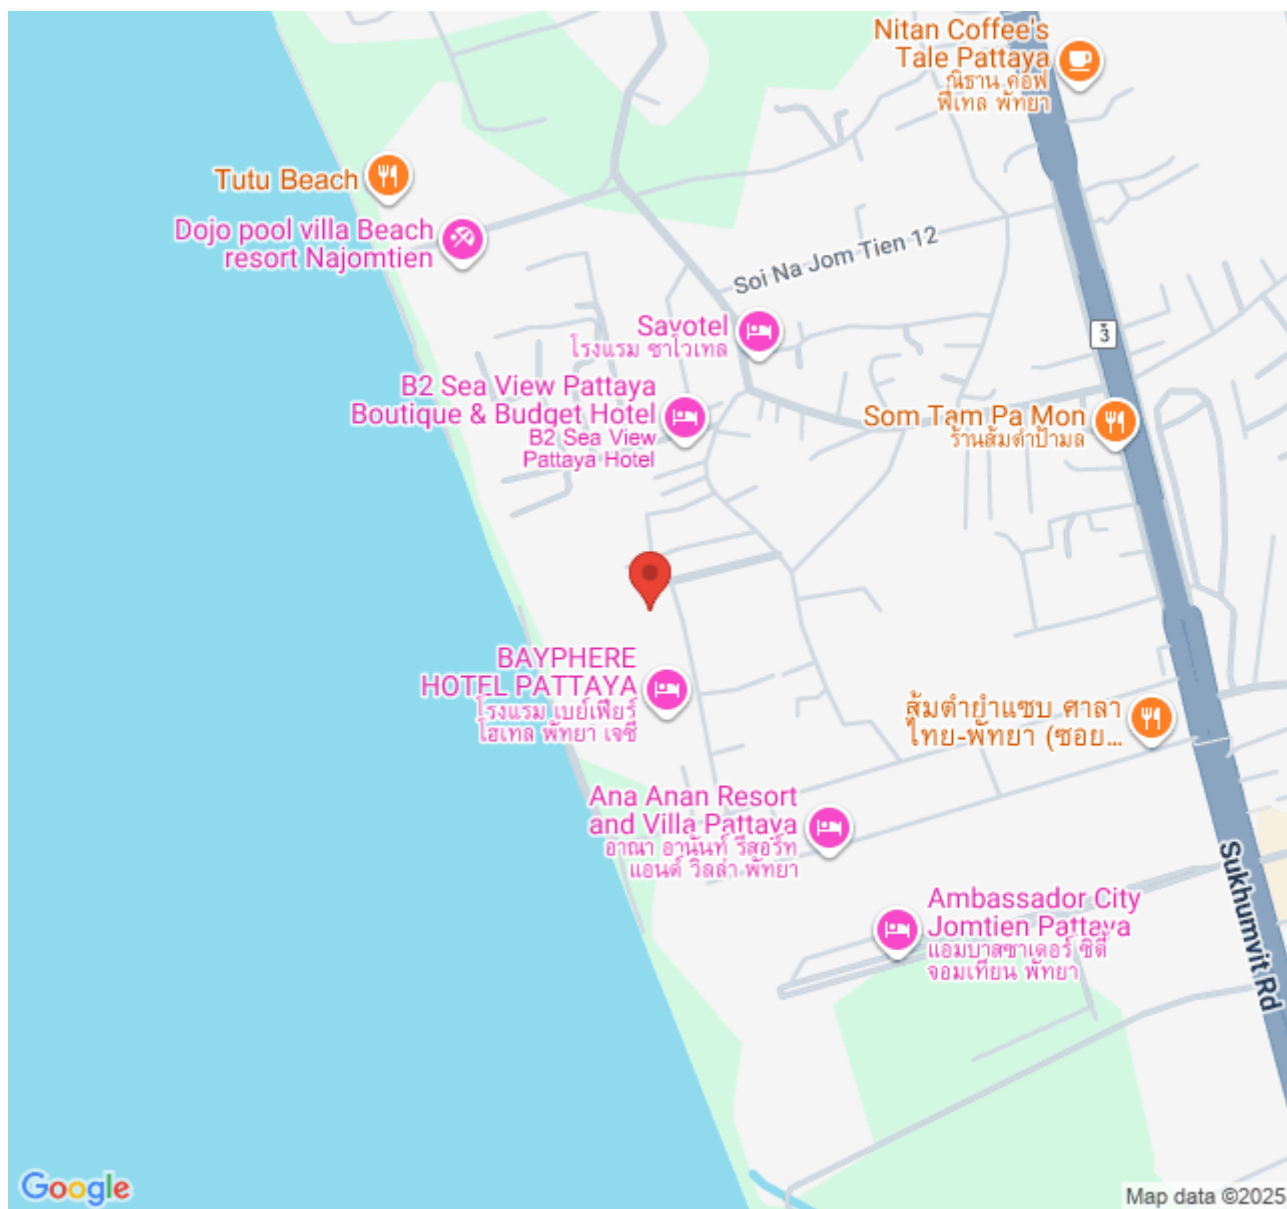 Nitan Coffee's
Tale Pattaya
ณิธาน คอฟ
ฟี่เทล พัทยา
Tutu Beach
Dojo pool villa Beach
resort Najomtien
Soi Na Jom Tien 12
Savotel
โรงแรม ซาโวเทล
3
B2 Sea View Pattaya
Boutique & Budget Hotel
B2 Sea View
Pattaya Hotel
Som Tam Pa Mon
ร้านส้มตำป้ามล
BAYPHERE
HOTEL PATTAYA
โรงแรม เบย์เฟียร์
โฮเทล พัทยา เจซี
ส้มตำยำแซบ ศาลา
ไทย-พัทยา (ซอย...
Ana Anan Resort
and Villa Pattaya
อาณา อานันท์ รีสอร์ท
แอนด์ วิลล่า พัทยา
Sukhumvit Rd
Ambassador City
Jomtien Pattaya
แอมบาสซาเดอร์ ซิตี้
จอมเทียน พัทยา
Google
Map data ©2025